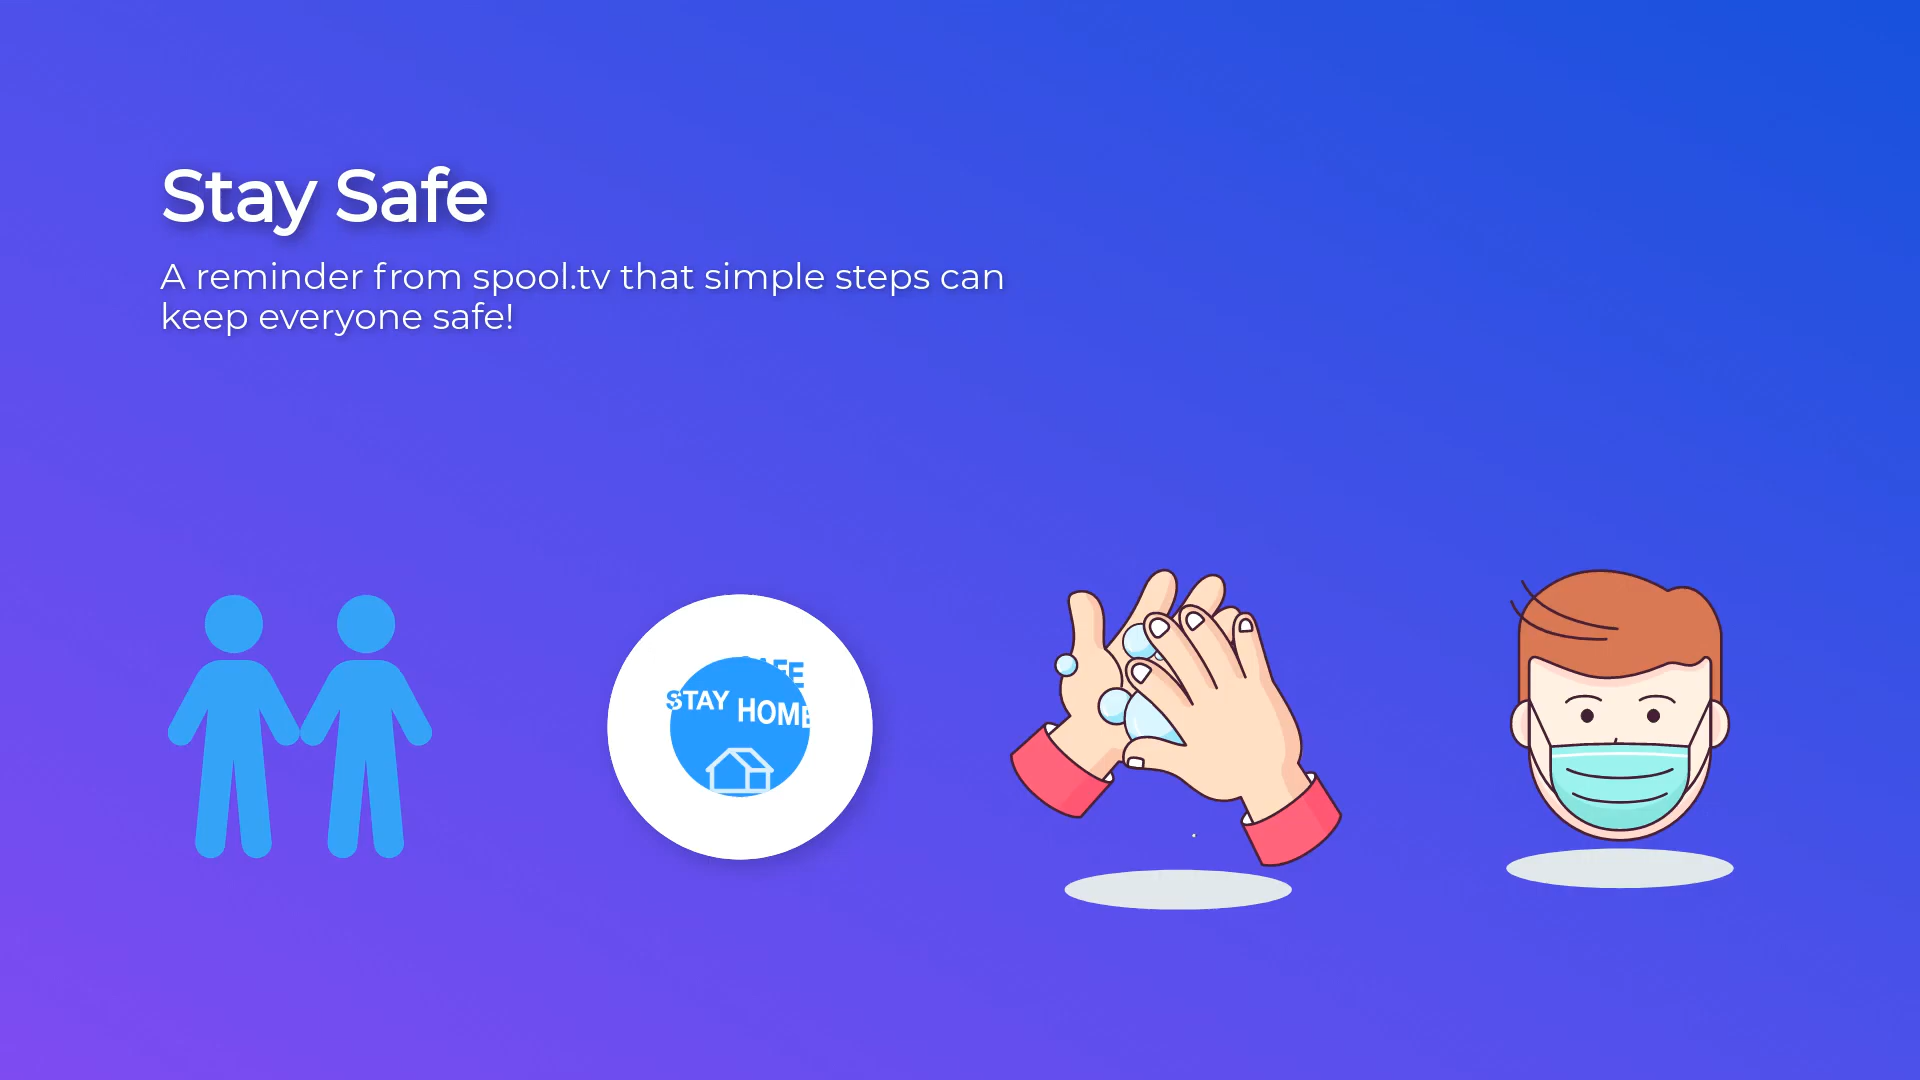 Stay Safe
A reminder from spool.tv that simple steps can
keep everyone safe!
STAY HOME